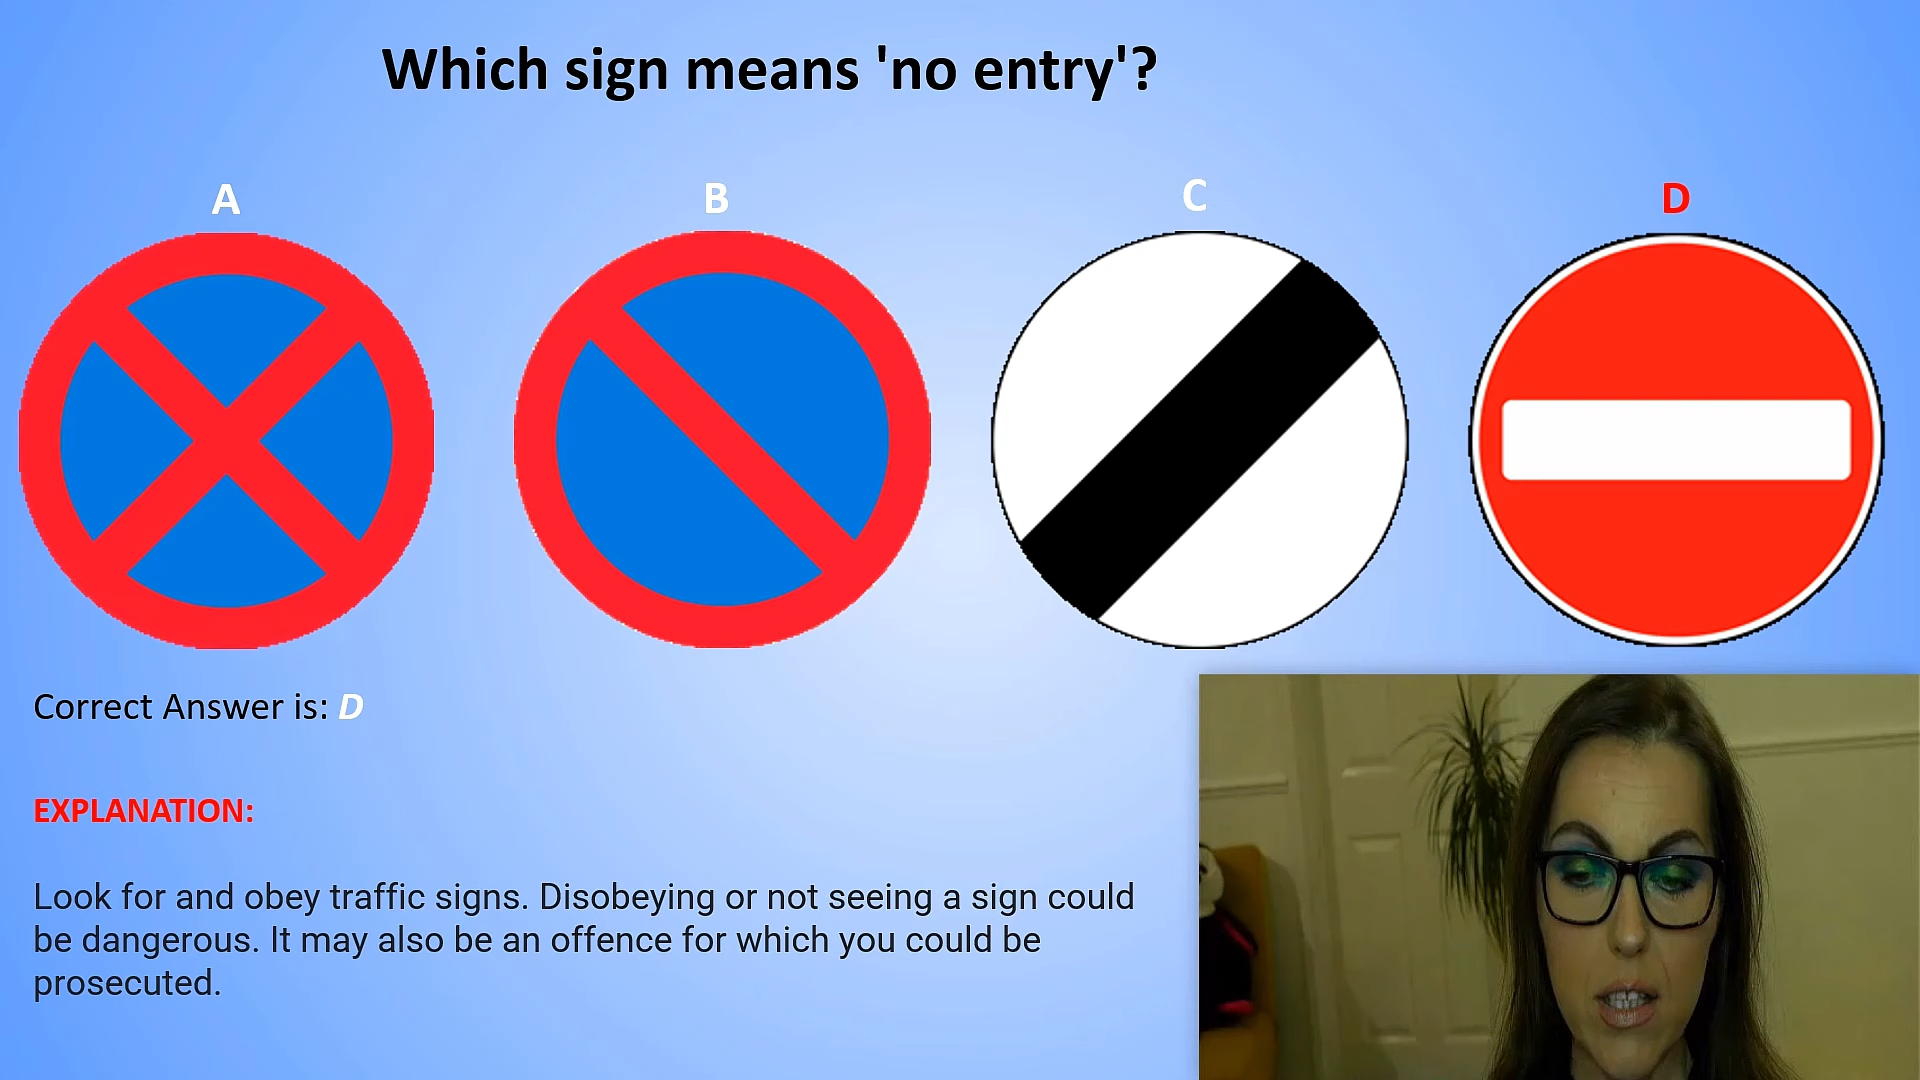 Which sign means 'no entry'?
A
B
C
D
Correct Answer is: D
EXPLANATION:
Look for and obey traffic signs. Disobeying or not seeing a sign could
be dangerous. It may also be an offence for which you could be
prosecuted.